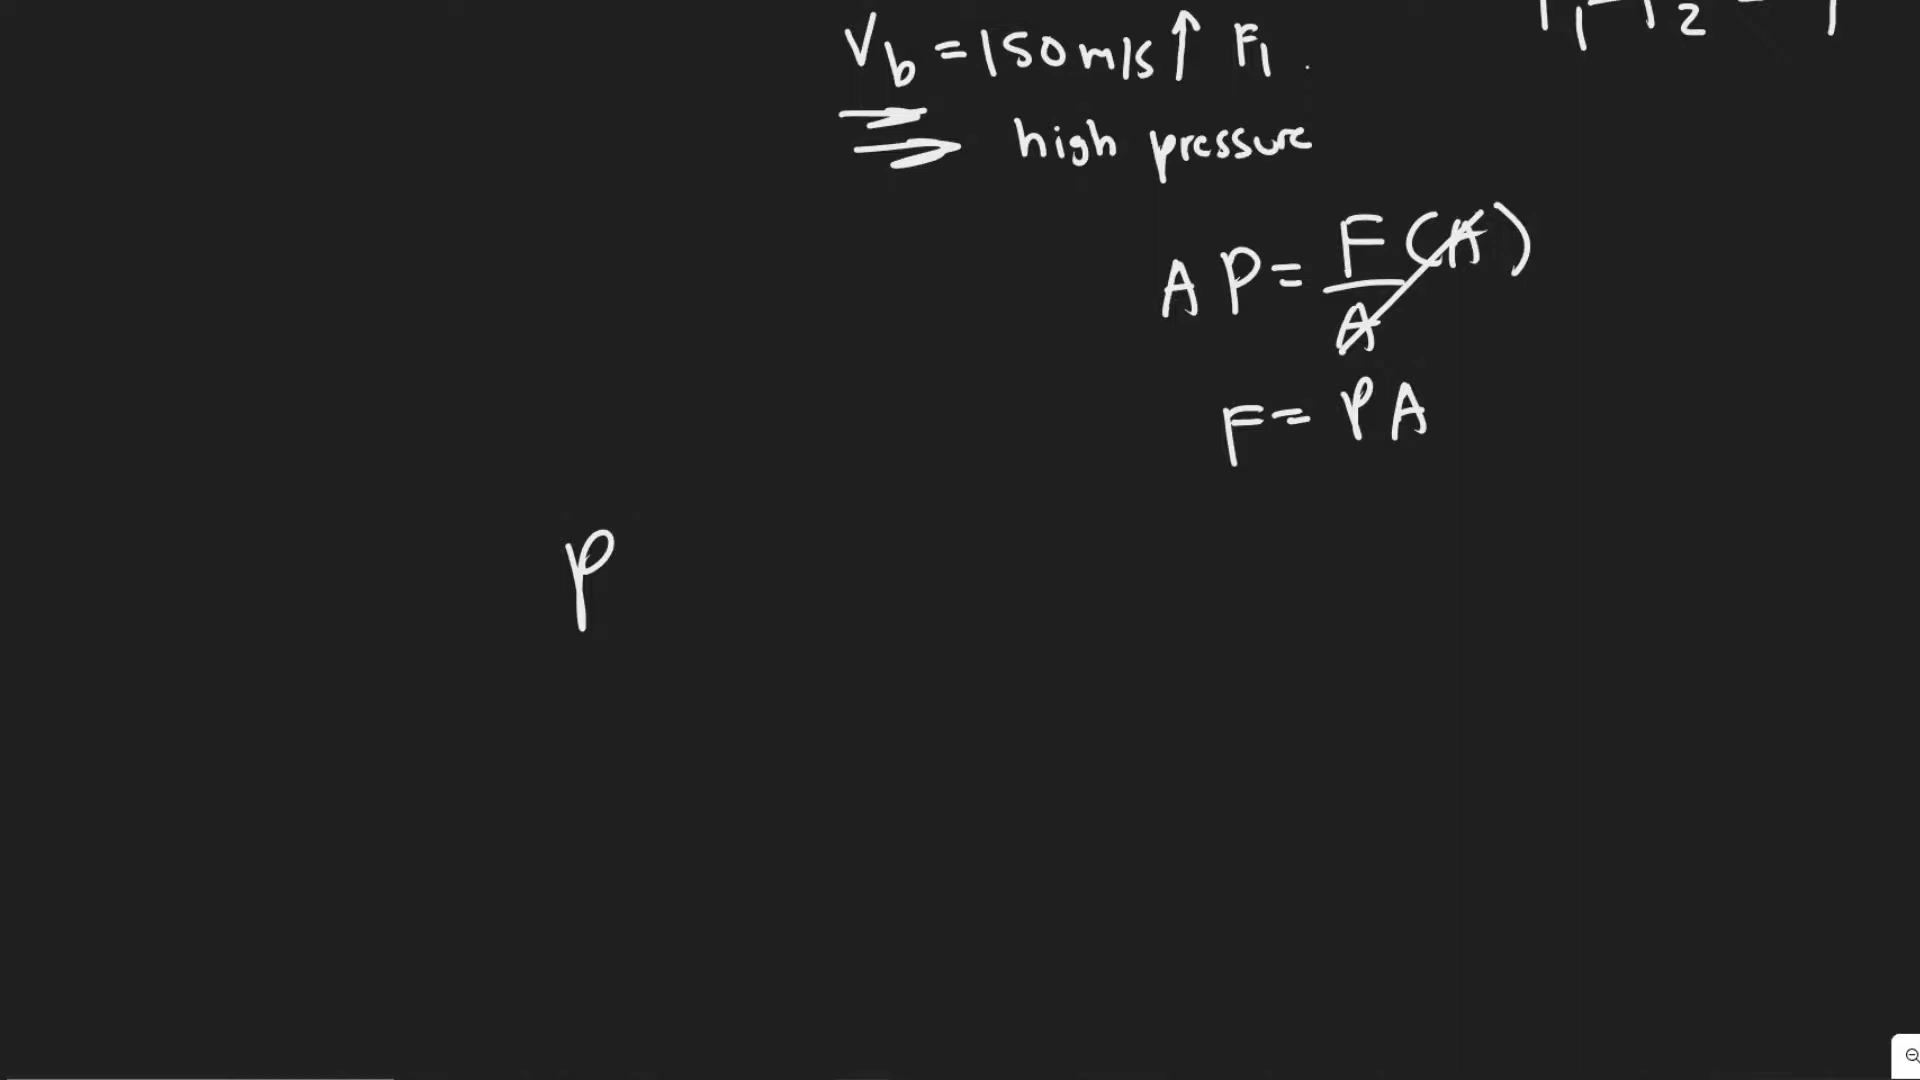 V_b = 150 m/s ↑ F_1
high pressure
A P = F (A) / A
F = P A
P